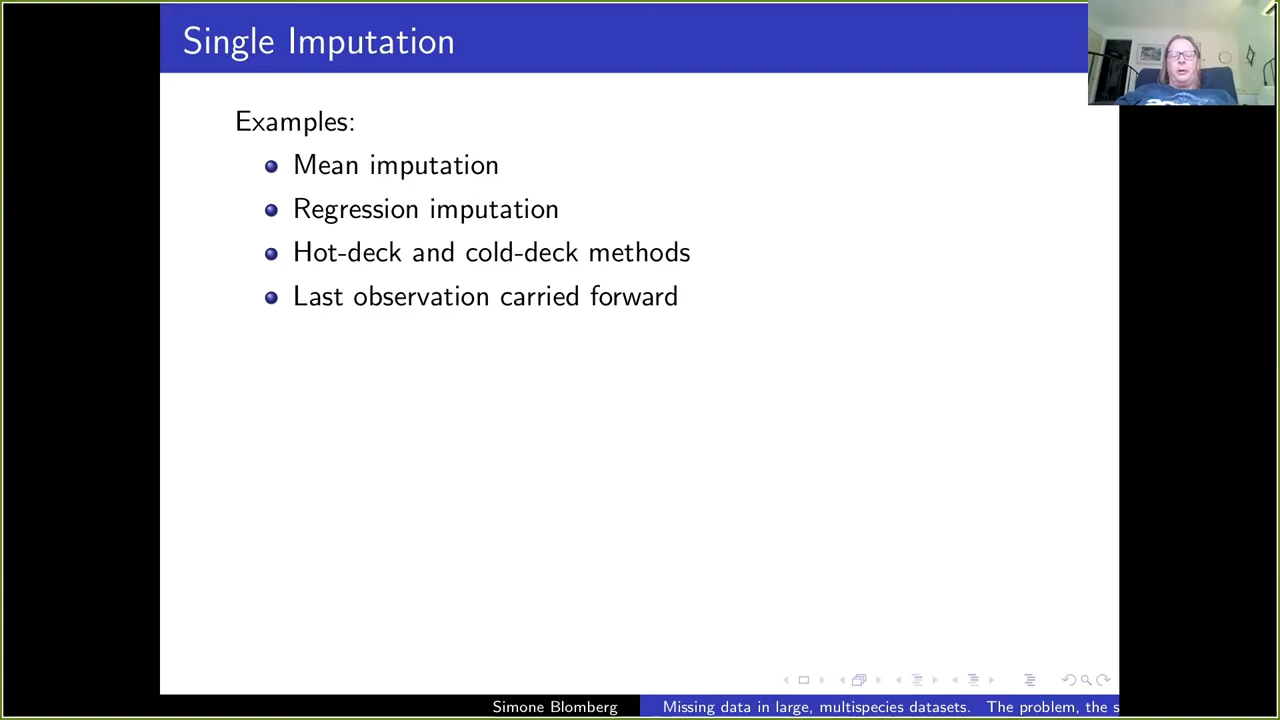 Single Imputation
Examples:
Mean imputation
Regression imputation
Hot-deck and cold-deck methods
Last observation carried forward
Simone Blomberg
Missing data in large, multispecies datasets. The problem, the s